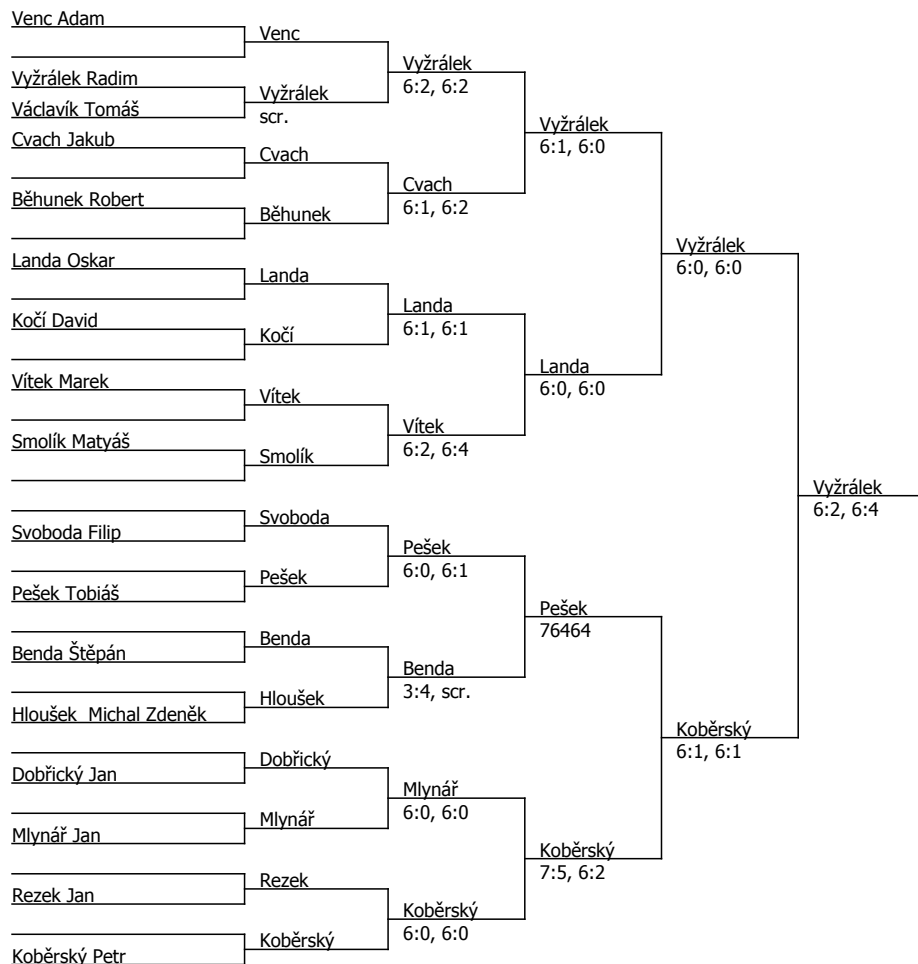 Venc Adam
Venc
Vyžrálek
6:2, 6:2
Vyžrálek Radim
Vyžrálek
scr.
Václavík Tomáš
Vyžrálek
6:1, 6:0
Cvach Jakub
Cvach
Cvach
6:1, 6:2
Běhunek Robert
Běhunek
Vyžrálek
6:0, 6:0
Landa Oskar
Landa
Landa
6:1, 6:1
Kočí David
Kočí
Landa
6:0, 6:0
Vítek Marek
Vítek
Vítek
6:2, 6:4
Smolík Matyáš
Smolík
Vyžrálek
6:2, 6:4
Svoboda
Svoboda Filip
Pešek
6:0, 6:1
Pešek
Pešek Tobiáš
Pešek
76464
Benda
Benda Štěpán
Benda
3:4, scr.
Hloušek
Hloušek  Michal Zdeněk
Koběrský
6:1, 6:1
Dobřický
Dobřický Jan
Mlynář
6:0, 6:0
Mlynář
Mlynář Jan
Koběrský
7:5, 6:2
Rezek
Rezek Jan
Koběrský
6:0, 6:0
Koběrský
Koběrský Petr